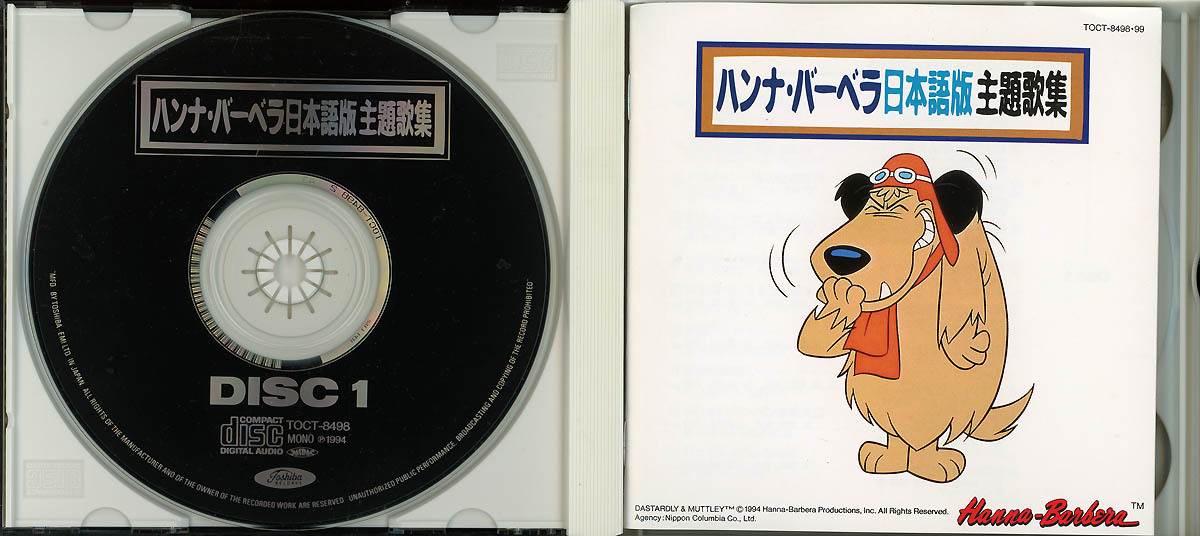 ハンナ・バーベラ日本語版 主題歌集
DISC 1
COMPACT
disc
DIGITAL AUDIO
TOCT-8498
MONO ℗1994
Toshiba
RECORDS
"MFD. BY TOSHIBA EMI LTD. IN JAPAN. ALL RIGHTS OF THE MANUFACTURER AND OF THE OWNER OF THE RECORDED WORK ARE RESERVED. UNAUTHORIZED PUBLIC PERFORMANCE, BROADCASTING AND COPYING OF THE RECORD PROHIBITED"
TOCT-8498・99
ハンナ・バーベラ日本語版 主題歌集
DASTARDLY & MUTTLEY™ ©1994 Hanna-Barbera Productions, Inc. All Rights Reserved.
Agency: Nippon Columbia Co., Ltd.
Hanna-Barbera™